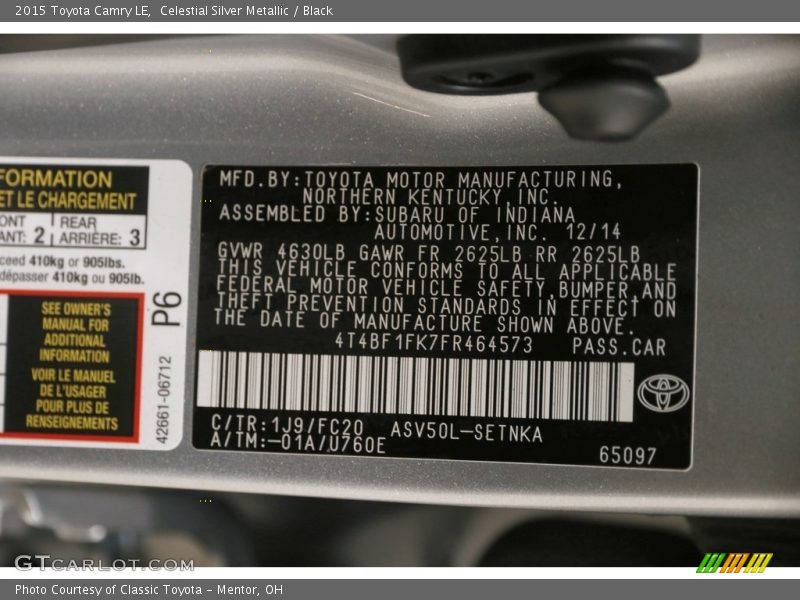 2015 Toyota Camry LE,  Celestial Silver Metallic / Black
FORMATION
ET LE CHARGEMENT
ONT | REAR
ANT: 2 | ARRIÈRE: 3
ceed 410kg or 905lbs.
dépasser 410kg ou 905lb.
SEE OWNER'S
MANUAL FOR
ADDITIONAL
INFORMATION
VOIR LE MANUEL
DE L'USAGER
POUR PLUS DE
RENSEIGNEMENTS
P6
42661-06712
MFD.BY:TOYOTA MOTOR MANUFACTURING,
NORTHERN KENTUCKY,INC.
ASSEMBLED BY:SUBARU OF INDIANA
AUTOMOTIVE,INC. 12/14
GVWR 4630LB GAWR FR 2625LB RR 2625LB
THIS VEHICLE CONFORMS TO ALL APPLICABLE
FEDERAL MOTOR VEHICLE SAFETY,BUMPER AND
THEFT PREVENTION STANDARDS IN EFFECT ON
THE DATE OF MANUFACTURE SHOWN ABOVE.
4T4BF1FK7FR464573 PASS.CAR
C/TR:1J9/FC20 ASV50L-SETNKA
A/TM:-01A/U760E
65097
GTCARLOT.COM
Photo Courtesy of Classic Toyota - Mentor, OH